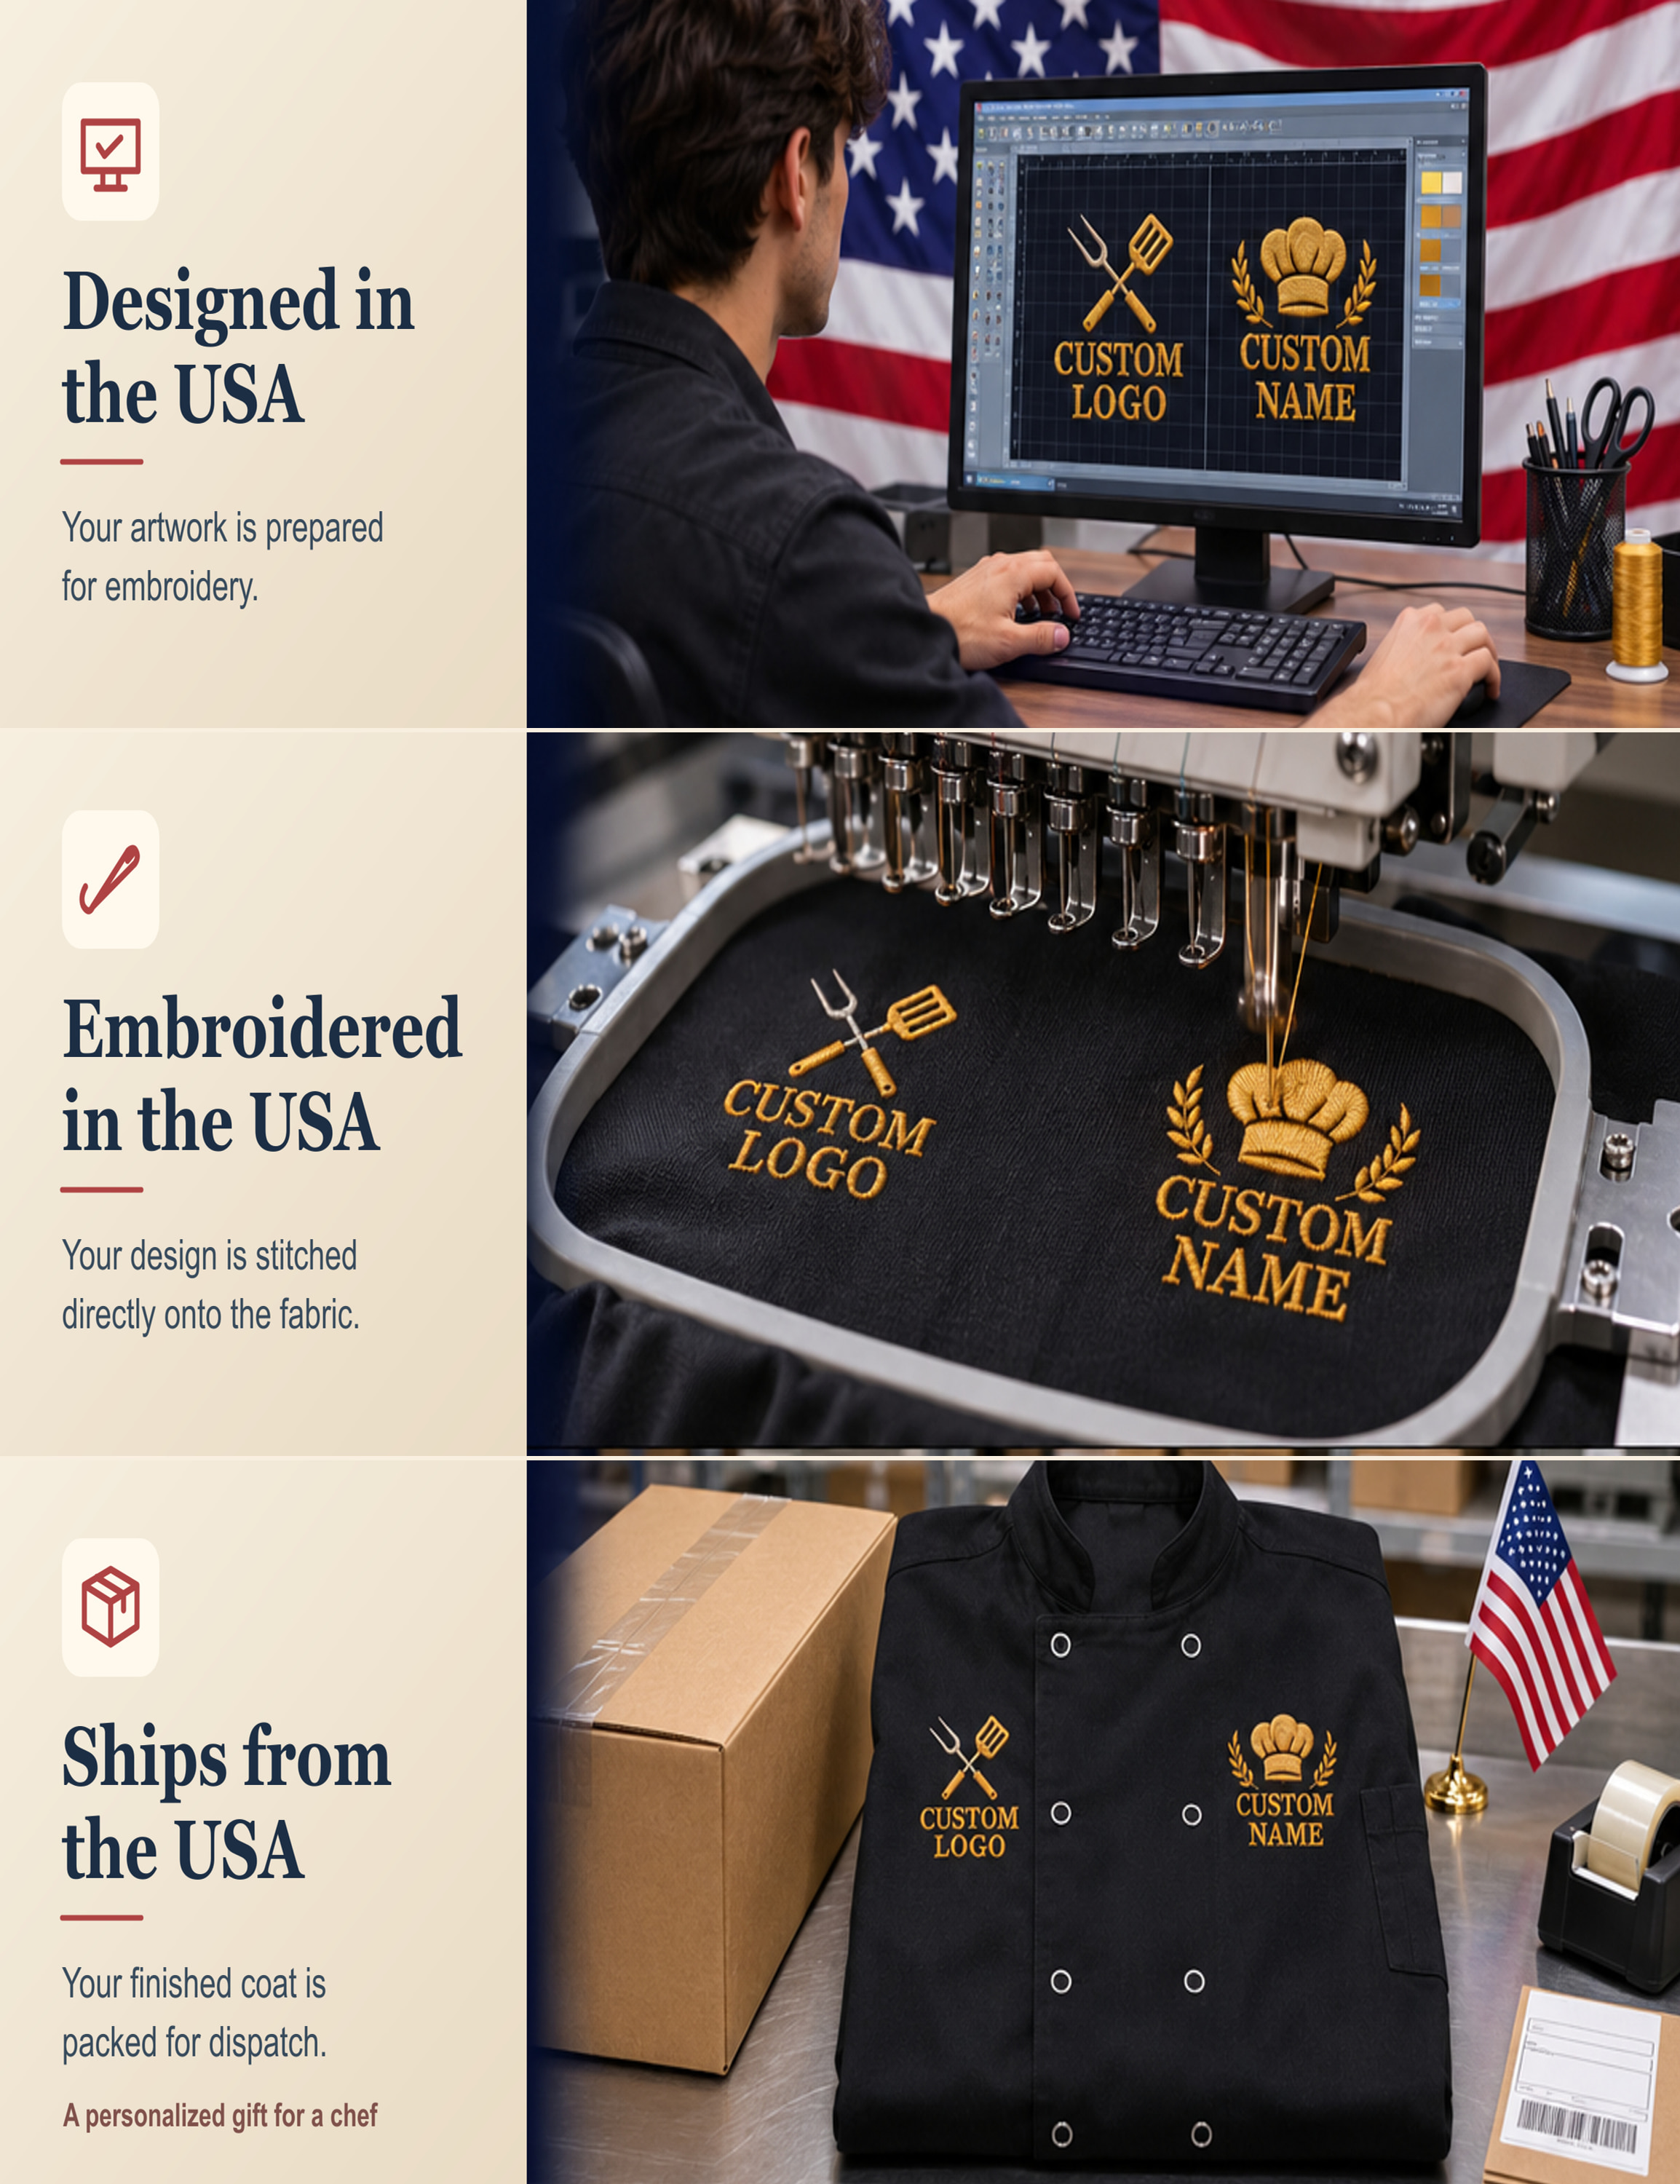 Designed in
the USA
Your artwork is prepared
for embroidery.
CUSTOM
LOGO
CUSTOM
NAME
Embroidered
in the USA
Your design is stitched
directly onto the fabric.
CUSTOM
LOGO
CUSTOM
NAME
Ships from
the USA
Your finished coat is
packed for dispatch.
A personalized gift for a chef
CUSTOM
LOGO
CUSTOM
NAME